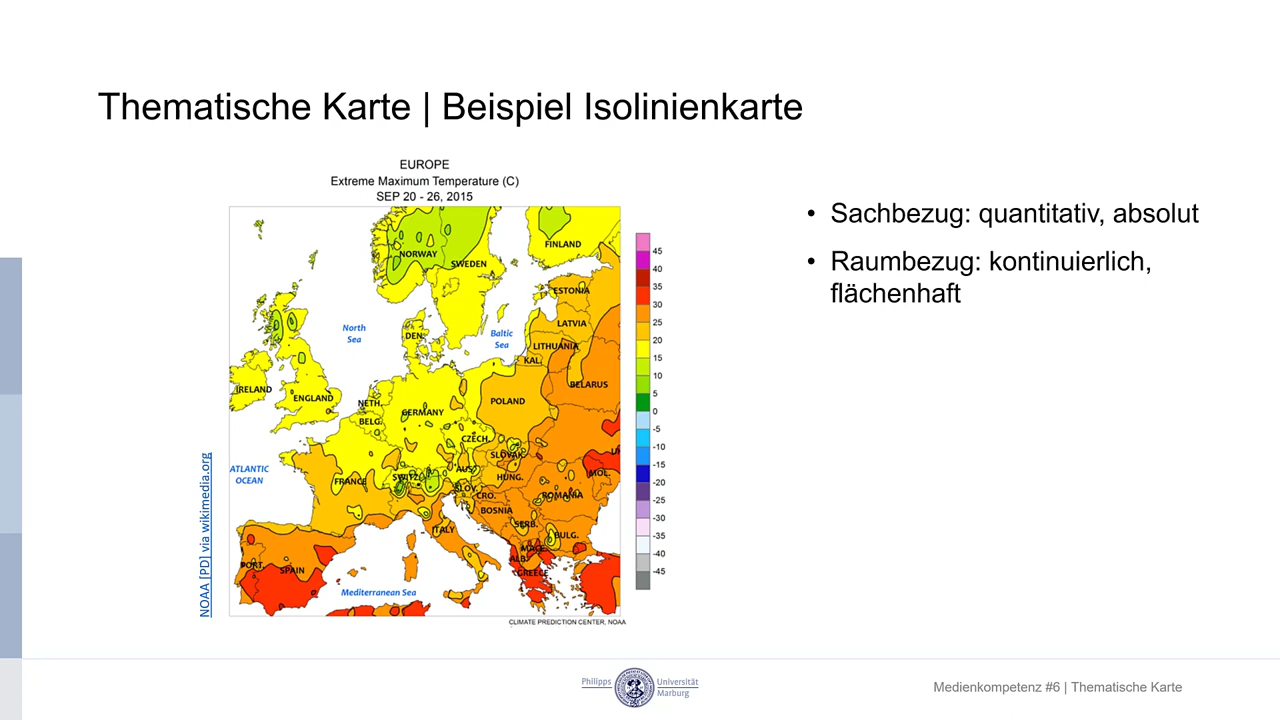 Thematische Karte | Beispiel Isolinienkarte
EUROPE
Extreme Maximum Temperature (C)
SEP 20 - 26, 2015
NORWAY
SWEDEN
FINLAND
ESTONIA
LATVIA
LITHUANIA
KAL.
BELARUS
North
Sea
Baltic
Sea
DEN.
IRELAND
ENGLAND
NETH.
BELG.
GERMANY
POLAND
CZECH.
SLOVAK.
ATLANTIC
OCEAN
FRANCE
SWITZ.
AUS.
HUNG.
MOL.
SLOV.
CRO.
ROMANIA
BOSNIA
ITALY
SERB.
BULG.
MACE.
ALB.
GREECE
PORT.
SPAIN
Mediterranean Sea
45
40
35
30
25
20
15
10
5
0
-5
-10
-15
-20
-25
-30
-35
-40
-45
CLIMATE PREDICTION CENTER, NOAA
NOAA [PD] via wikimedia.org
• Sachbezug: quantitativ, absolut
• Raumbezug: kontinuierlich,
flächenhaft
Philipps
Universität
Marburg
Medienkompetenz #6 | Thematische Karte